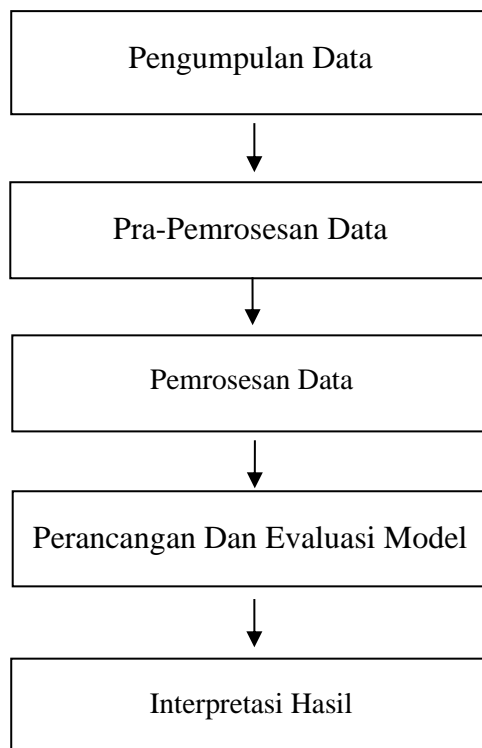 Pengumpulan Data
Pra-Pemrosesan Data
Pemrosesan Data
Perancangan Dan Evaluasi Model
Interpretasi Hasil